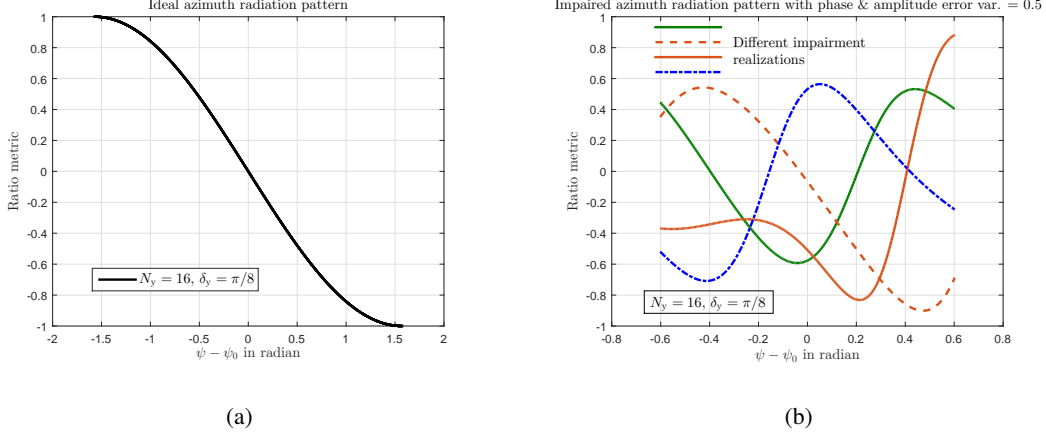 Ideal azimuth radiation pattern
1
0.8
0.6
0.4
0.2
0
-0.2
-0.4
-0.6
-0.8
-1
Ratio metric
N_y = 16, δ_y = π/8
-2 -1.5 -1 -0.5 0 0.5 1 1.5 2
ψ − ψ_0 in radian
(a)
Impaired azimuth radiation pattern with phase & amplitude error var. = 0.5
1
0.8
0.6
0.4
0.2
0
-0.2
-0.4
-0.6
-0.8
-1
Ratio metric
Different impairment
realizations
N_y = 16, δ_y = π/8
-0.8 -0.6 -0.4 -0.2 0 0.2 0.4 0.6 0.8
ψ − ψ_0 in radian
(b)